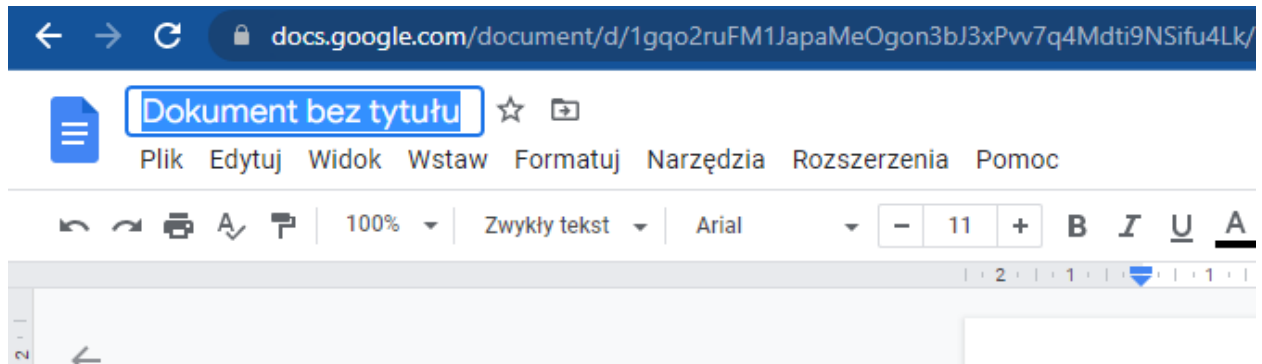 docs.google.com/document/d/1gqo2ruFM1JapaMeOgon3bJ3xPvv7q4Mdti9NSifu4Lk/
Dokument bez tytułu
Plik Edytuj Widok Wstaw Formatuj Narzędzia Rozszerzenia Pomoc
100% Zwykły tekst Arial - 11 + B I U A
2 1 1
2